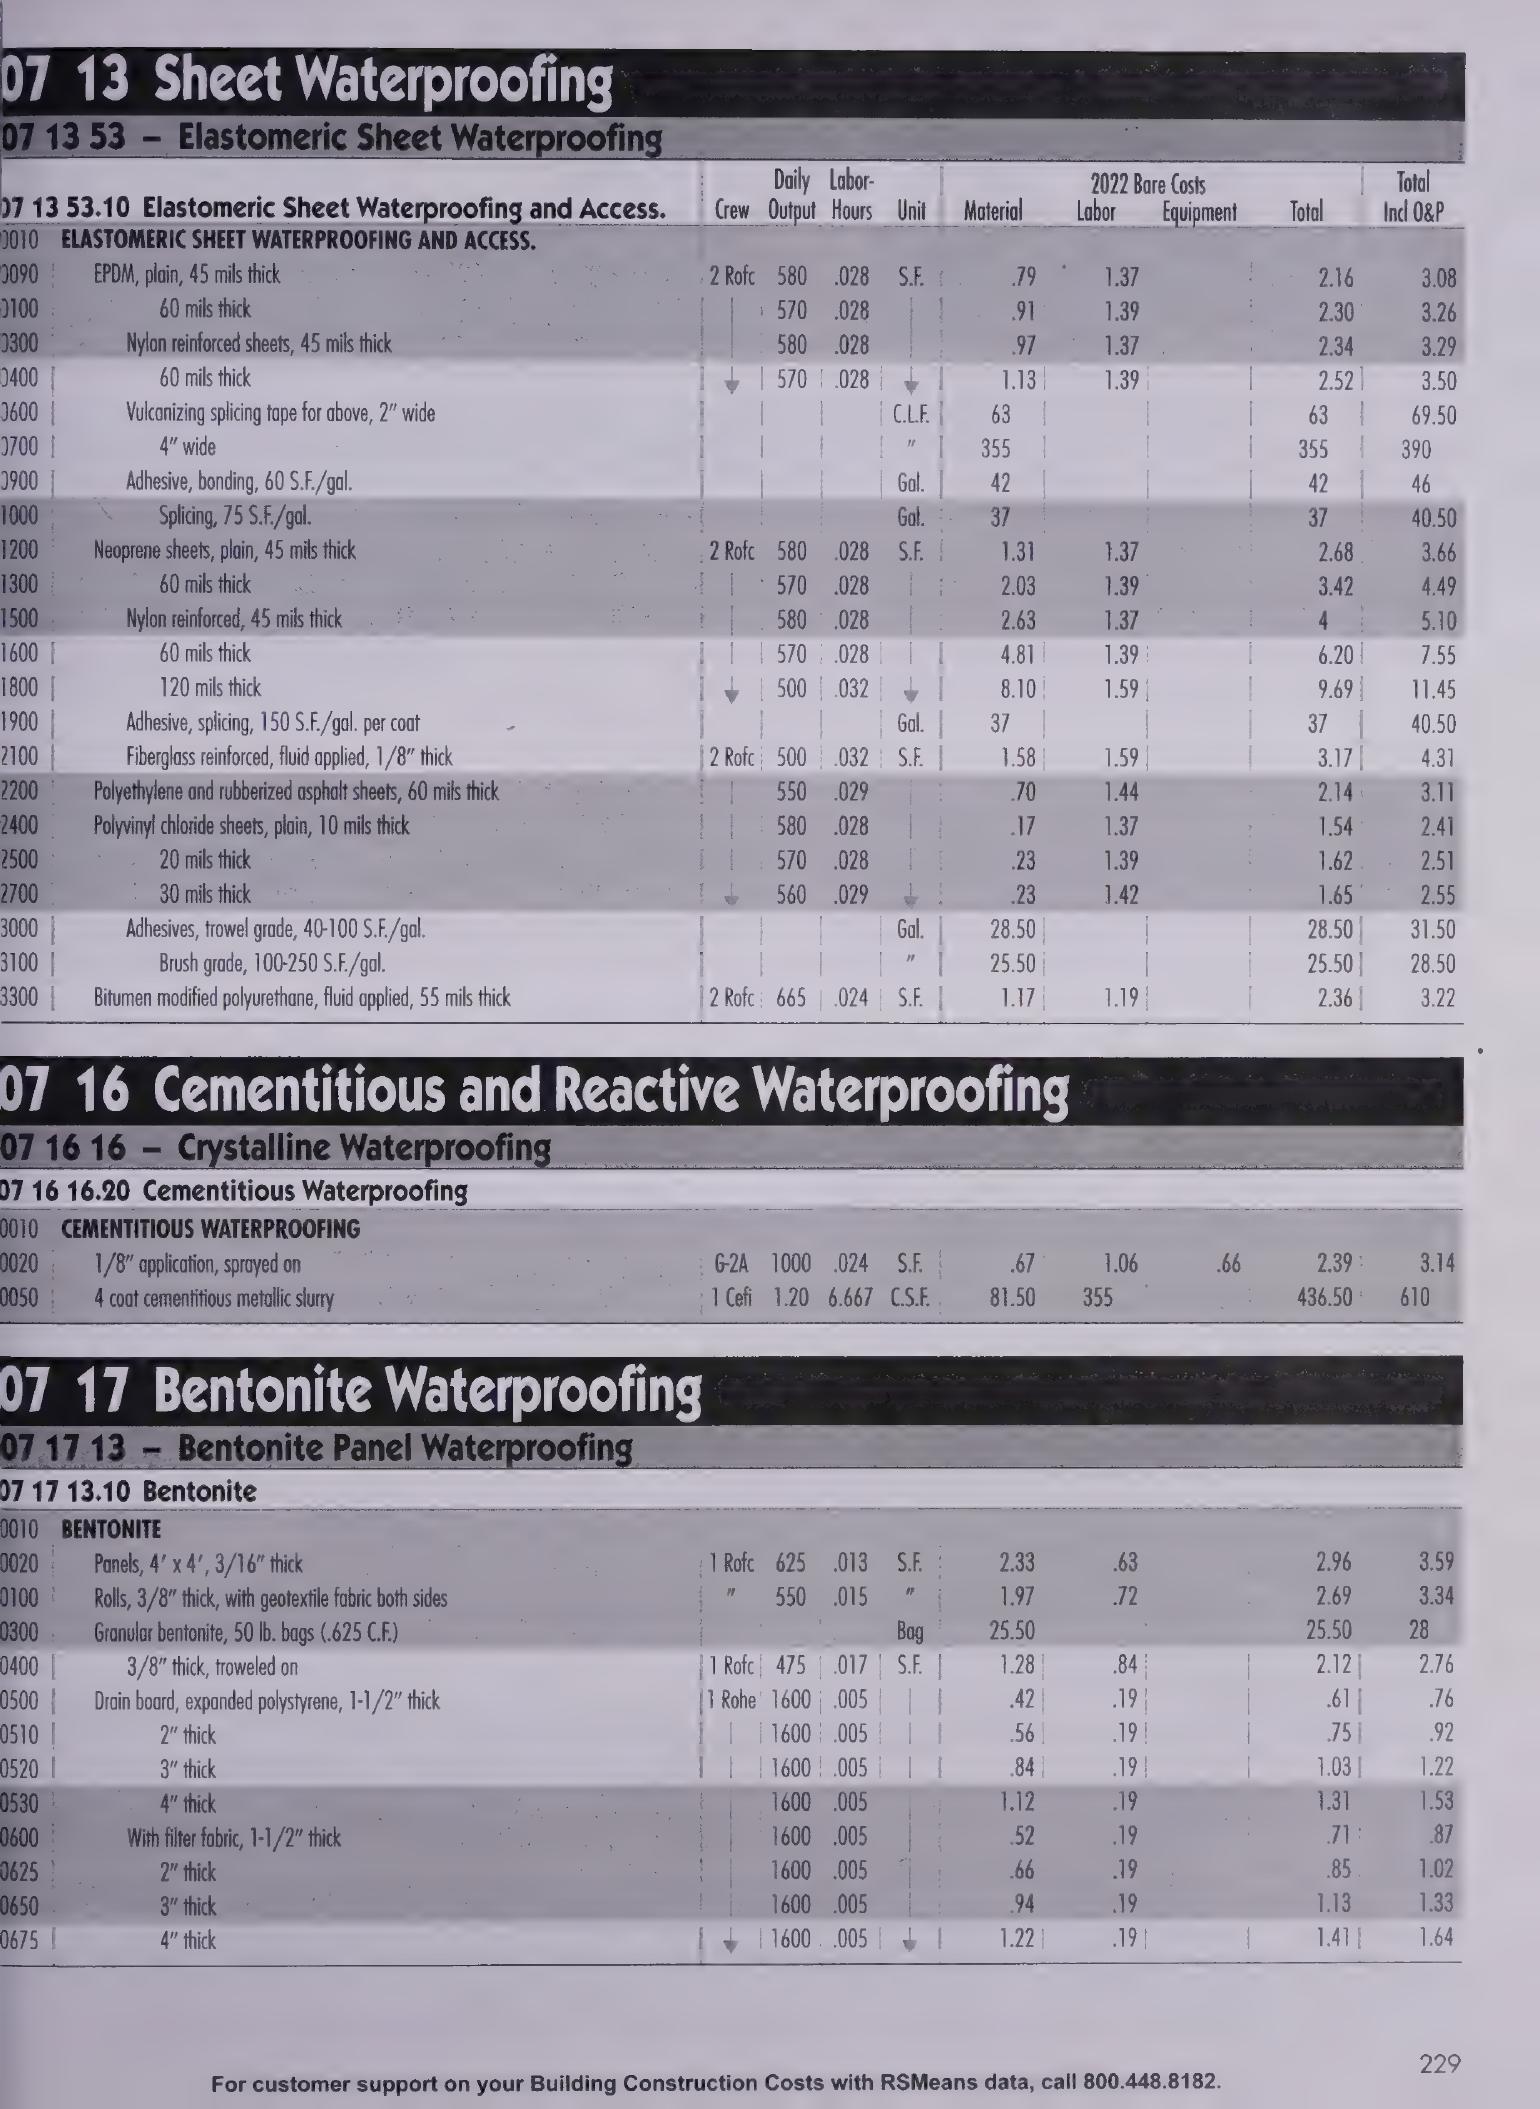 07 13 Sheet Waterproofing
07 13 53 – Elastomeric Sheet Waterproofing
Daily Labor- 2022 Bare Costs Total
07 13 53.10 Elastomeric Sheet Waterproofing and Access. Crew Output Hours Unit Material Labor Equipment Total Incl O&P
0010 ELASTOMERIC SHEET WATERPROOFING AND ACCESS.
0090 EPDM, plain, 45 mils thick 2 Rofc 580 .028 S.F. .79 1.37 2.16 3.08
0100 60 mils thick 570 .028 .91 1.39 2.30 3.26
0300 Nylon reinforced sheets, 45 mils thick 580 .028 .97 1.37 2.34 3.29
0400 60 mils thick 570 .028 1.13 1.39 2.52 3.50
0600 Vulcanizing splicing tape for above, 2" wide C.L.F. 63 63 69.50
0700 4" wide " 355 355 390
0900 Adhesive, bonding, 60 S.F./gal. Gal. 42 42 46
1000 Splicing, 75 S.F./gal. Gal. 37 37 40.50
1200 Neoprene sheets, plain, 45 mils thick 2 Rofc 580 .028 S.F. 1.31 1.37 2.68 3.66
1300 60 mils thick 570 .028 2.03 1.39 3.42 4.49
1500 Nylon reinforced, 45 mils thick 580 .028 2.63 1.37 4 5.10
1600 60 mils thick 570 .028 4.81 1.39 6.20 7.55
1800 120 mils thick 500 .032 8.10 1.59 9.69 11.45
1900 Adhesive, splicing, 150 S.F./gal. per coat Gal. 37 37 40.50
2100 Fiberglass reinforced, fluid applied, 1/8" thick 2 Rofc 500 .032 S.F. 1.58 1.59 3.17 4.31
2200 Polyethylene and rubberized asphalt sheets, 60 mils thick 550 .029 .70 1.44 2.14 3.11
2400 Polyvinyl chloride sheets, plain, 10 mils thick 580 .028 .17 1.37 1.54 2.41
2500 20 mils thick 570 .028 .23 1.39 1.62 2.51
2700 30 mils thick 560 .029 .23 1.42 1.65 2.55
3000 Adhesives, trowel grade, 40-100 S.F./gal. Gal. 28.50 28.50 31.50
3100 Brush grade, 100-250 S.F./gal. " 25.50 25.50 28.50
3300 Bitumen modified polyurethane, fluid applied, 55 mils thick 2 Rofc 665 .024 S.F. 1.17 1.19 2.36 3.22
07 16 Cementitious and Reactive Waterproofing
07 16 16 – Crystalline Waterproofing
07 16 16.20 Cementitious Waterproofing
0010 CEMENTITIOUS WATERPROOFING
0020 1/8" application, sprayed on G-2A 1000 .024 S.F. .67 1.06 .66 2.39 3.14
0050 4 coat cementitious metallic slurry 1 Cefi 1.20 6.667 C.S.F. 81.50 355 436.50 610
07 17 Bentonite Waterproofing
07 17 13 – Bentonite Panel Waterproofing
07 17 13.10 Bentonite
0010 BENTONITE
0020 Panels, 4' x 4', 3/16" thick 1 Rofc 625 .013 S.F. 2.33 .63 2.96 3.59
0100 Rolls, 3/8" thick, with geotextile fabric both sides " 550 .015 " 1.97 .72 2.69 3.34
0300 Granular bentonite, 50 lb. bags (.625 C.F.) Bag 25.50 25.50 28
0400 3/8" thick, troweled on 1 Rofc 475 .017 S.F. 1.28 .84 2.12 2.76
0500 Drain board, expanded polystyrene, 1-1/2" thick 1 Rohe 1600 .005 .42 .19 .61 .76
0510 2" thick 1600 .005 .56 .19 .75 .92
0520 3" thick 1600 .005 .84 .19 1.03 1.22
0530 4" thick 1600 .005 1.12 .19 1.31 1.53
0600 With filter fabric, 1-1/2" thick 1600 .005 .52 .19 .71 .87
0625 2" thick 1600 .005 .66 .19 .85 1.02
0650 3" thick 1600 .005 .94 .19 1.13 1.33
0675 4" thick 1600 .005 1.22 .19 1.41 1.64
229
For customer support on your Building Construction Costs with RSMeans data, call 800.448.8182.